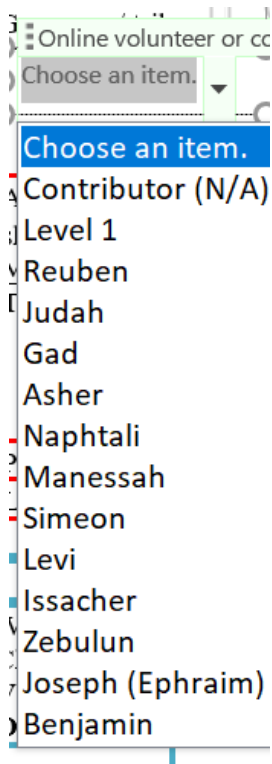 Online volunteer or co
Choose an item.
Choose an item.
Contributor (N/A)
Level 1
Reuben
Judah
Gad
Asher
Naphtali
Manessah
Simeon
Levi
Issacher
Zebulun
Joseph (Ephraim)
Benjamin